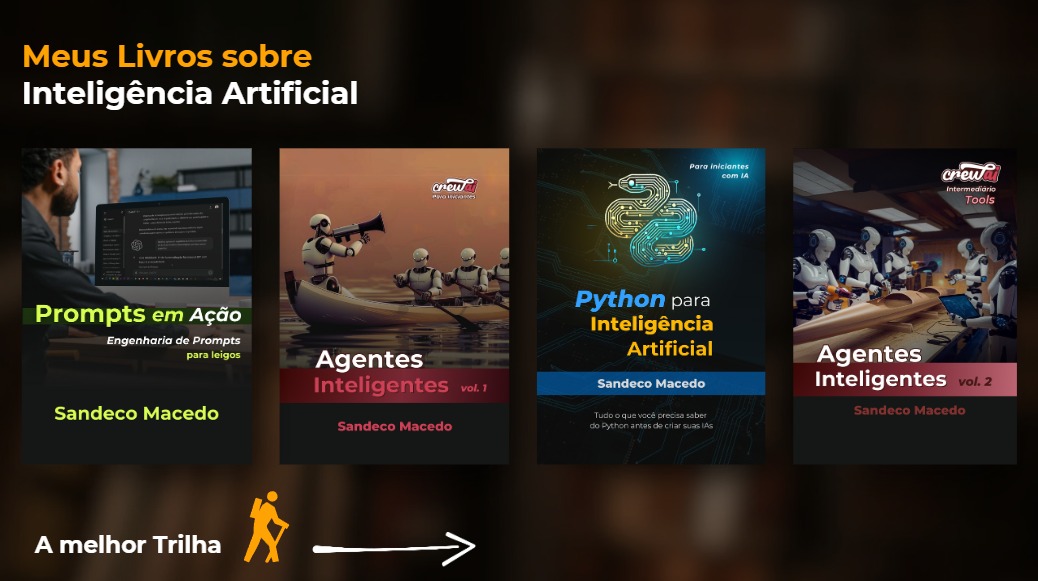 Meus Livros sobre
Inteligência Artificial
Prompts em Ação
Engenharia de Prompts
para leigos
Sandeco Macedo
crewai
Para iniciantes
Agentes
Inteligentes vol. 1
Sandeco Macedo
Para iniciantes
com IA
Python para
Inteligência
Artificial
Sandeco Macedo
Tudo o que você precisa saber
do Python antes de criar suas IAs
crewai
Intermediário
Tools
Agentes
Inteligentes vol. 2
Sandeco Macedo
A melhor Trilha